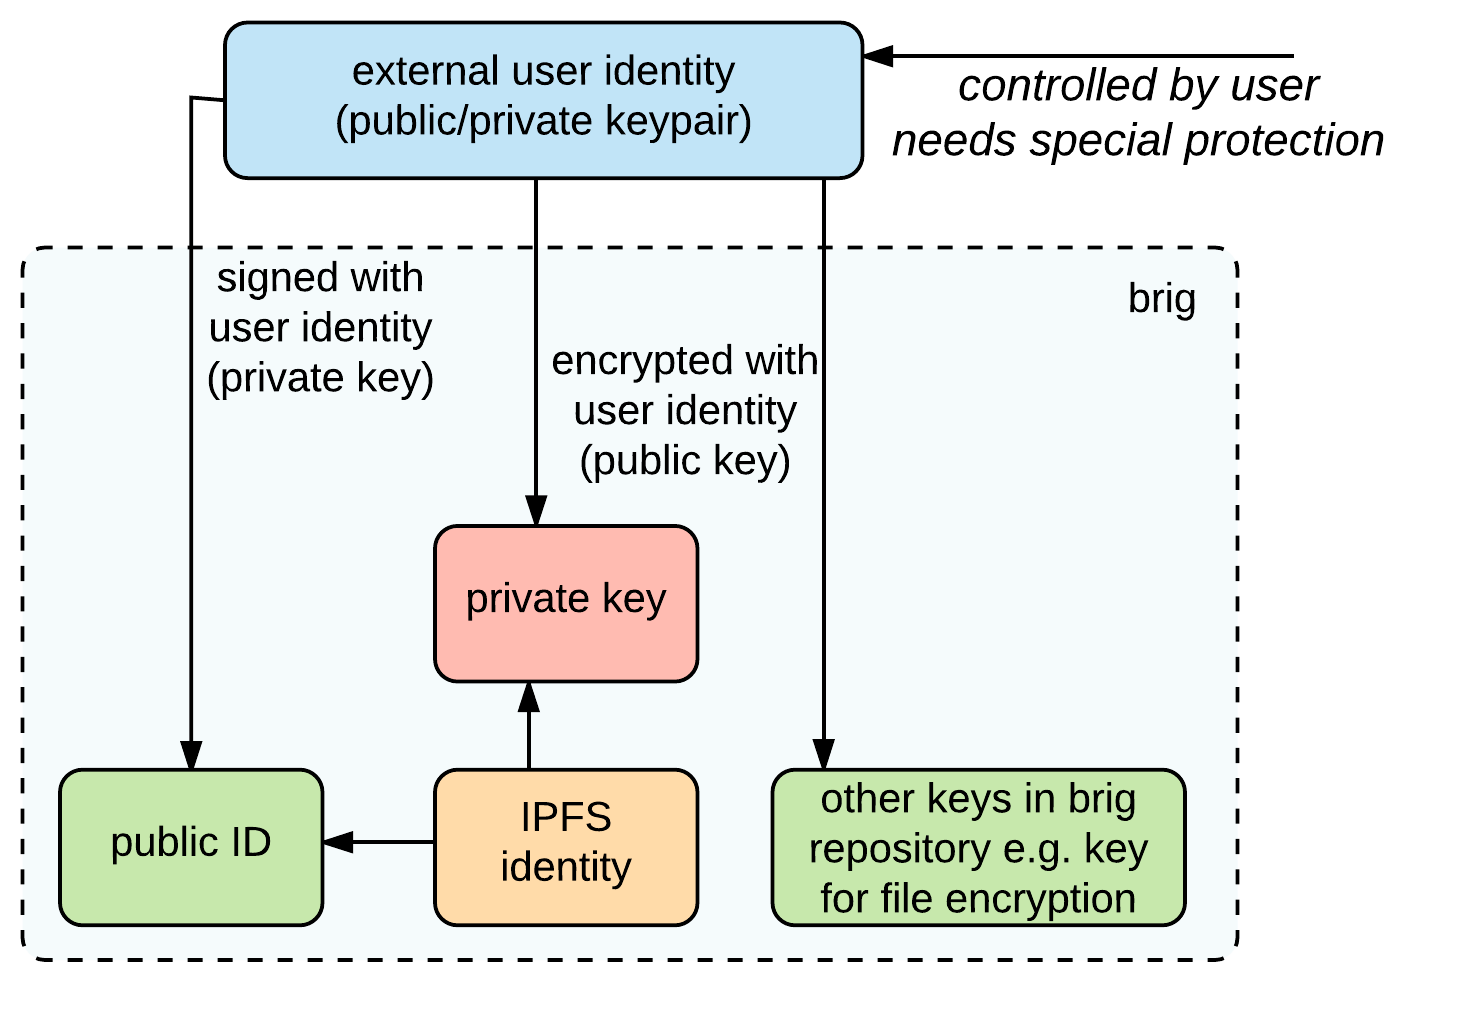 external user identity
(public/private keypair)
controlled by user
needs special protection
signed with
user identity
(private key)
brig
encrypted with
user identity
(public key)
private key
public ID
IPFS
identity
other keys in brig
repository e.g. key
for file encryption